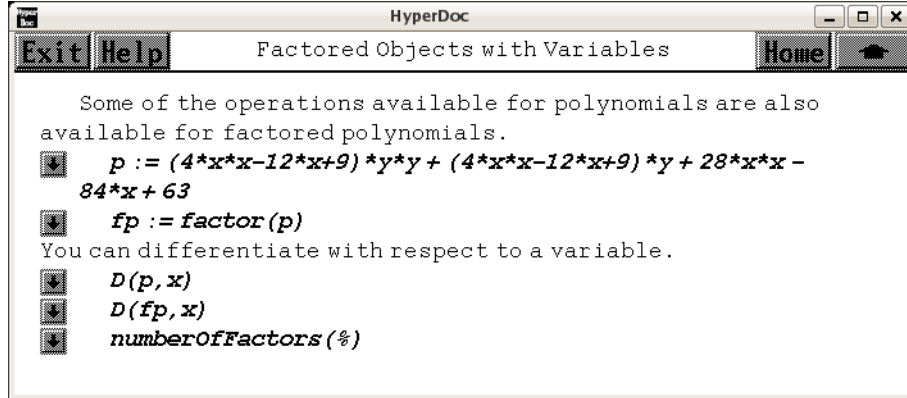 Hyper Doc
HyperDoc
Exit Help Factored Objects with Variables Home
Some of the operations available for polynomials are also
available for factored polynomials.
p := (4*x*x-12*x+9)*y*y + (4*x*x-12*x+9)*y + 28*x*x -
84*x + 63
fp := factor(p)
You can differentiate with respect to a variable.
D(p,x)
D(fp,x)
numberOfFactors(%)